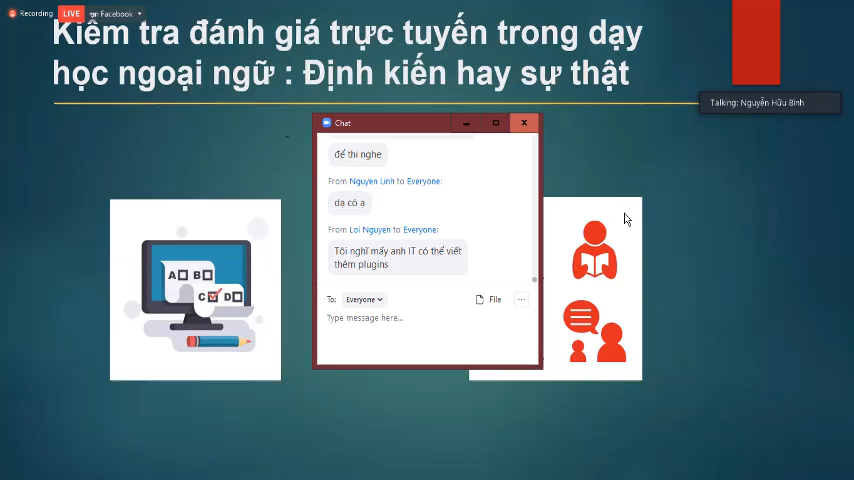 Recording LIVE on Facebook
Kiểm tra đánh giá trực tuyến trong dạy
học ngoại ngữ : Định kiến hay sự thật
Talking: Nguyễn Hữu Bình
Chat
để thi nghe
From Nguyen Linh to Everyone:
dạ có ạ
From Loi Nguyen to Everyone:
Tôi nghĩ mấy anh IT có thể viết
thêm plugins
To: Everyone File
Type message here...
A B
C D